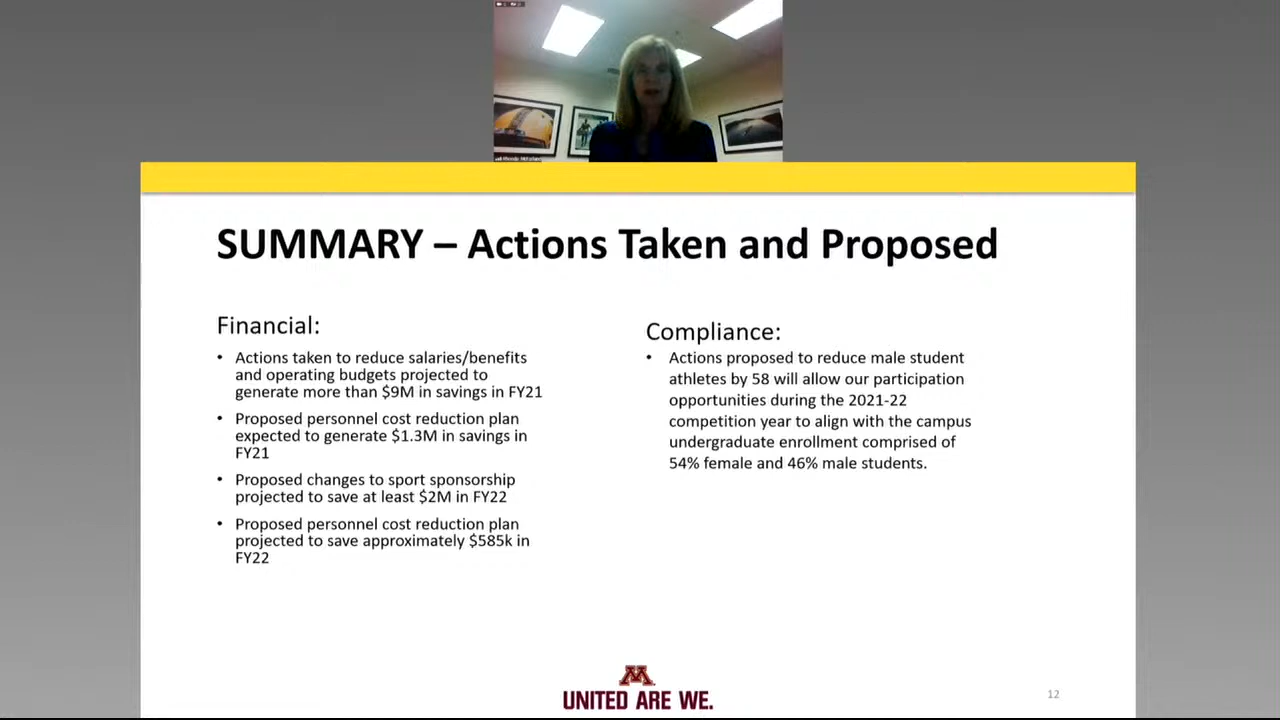 SUMMARY – Actions Taken and Proposed
Financial:
• Actions taken to reduce salaries/benefits
and operating budgets projected to
generate more than $9M in savings in FY21
• Proposed personnel cost reduction plan
expected to generate $1.3M in savings in
FY21
• Proposed changes to sport sponsorship
projected to save at least $2M in FY22
• Proposed personnel cost reduction plan
projected to save approximately $585k in
FY22
Compliance:
• Actions proposed to reduce male student
athletes by 58 will allow our participation
opportunities during the 2021-22
competition year to align with the campus
undergraduate enrollment comprised of
54% female and 46% male students.
M
UNITED ARE WE.
12